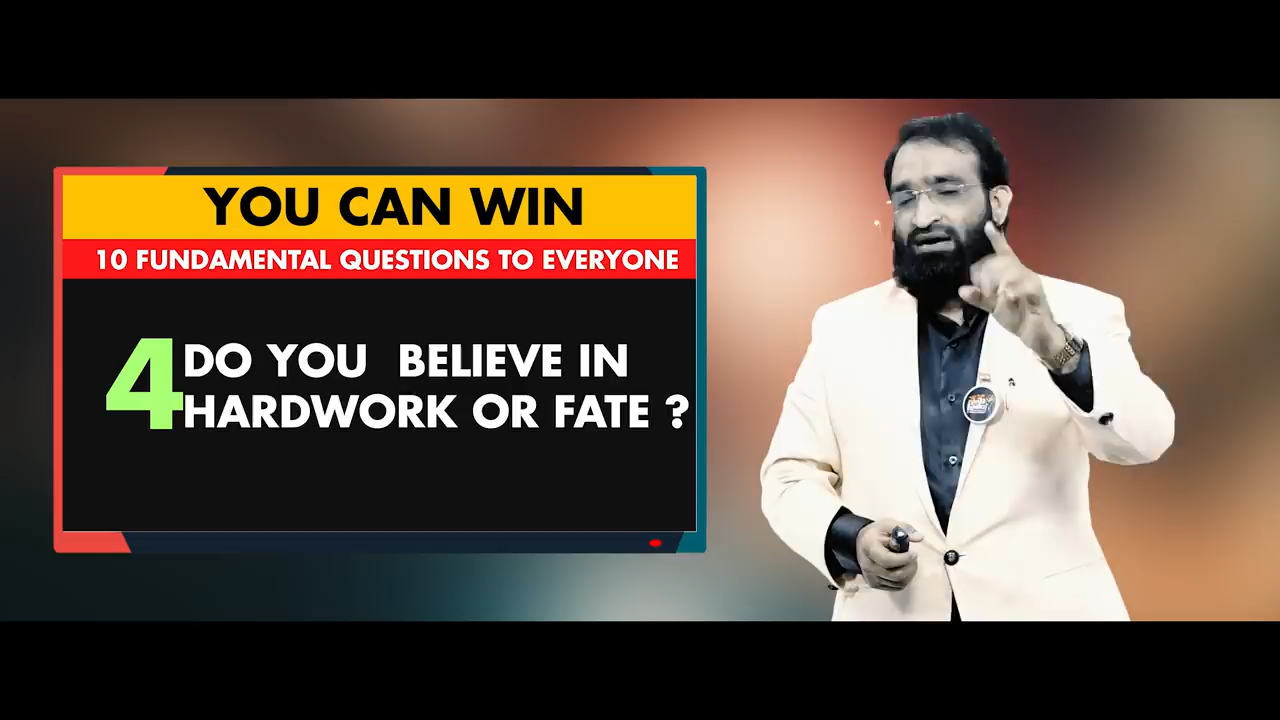 YOU CAN WIN
10 FUNDAMENTAL QUESTIONS TO EVERYONE
4
DO YOU BELIEVE IN
HARDWORK OR FATE ?